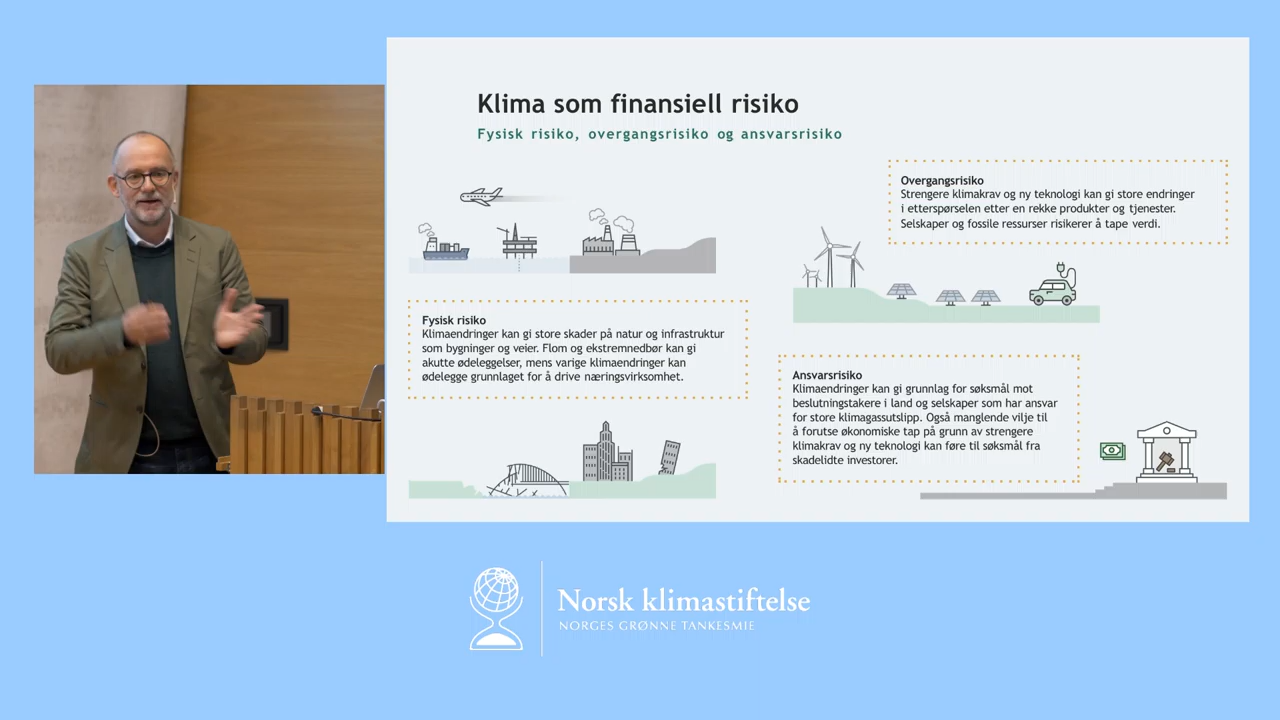 Klima som finansiell risiko
Fysisk risiko, overgangsrisiko og ansvarsrisiko
Overgangsrisiko
Strengere klimakrav og ny teknologi kan gi store endringer
i etterspørselen etter en rekke produkter og tjenester.
Selskaper og fossile ressurser risikerer å tape verdi.
Fysisk risiko
Klimaendringer kan gi store skader på natur og infrastruktur
som bygninger og veier. Flom og ekstremnedbør kan gi
akutte ødeleggelser, mens varige klimaendringer kan
ødelegge grunnlaget for å drive næringsvirksomhet.
Ansvarsrisiko
Klimaendringer kan gi grunnlag for søksmål mot
beslutningstakere i land og selskaper som har ansvar
for store klimagassutslipp. Også manglende vilje til
å forutse økonomiske tap på grunn av strengere
klimakrav og ny teknologi kan føre til søksmål fra
skadelidte investorer.
Norsk klimastiftelse
NORGES GRØNNE TANKESMIE